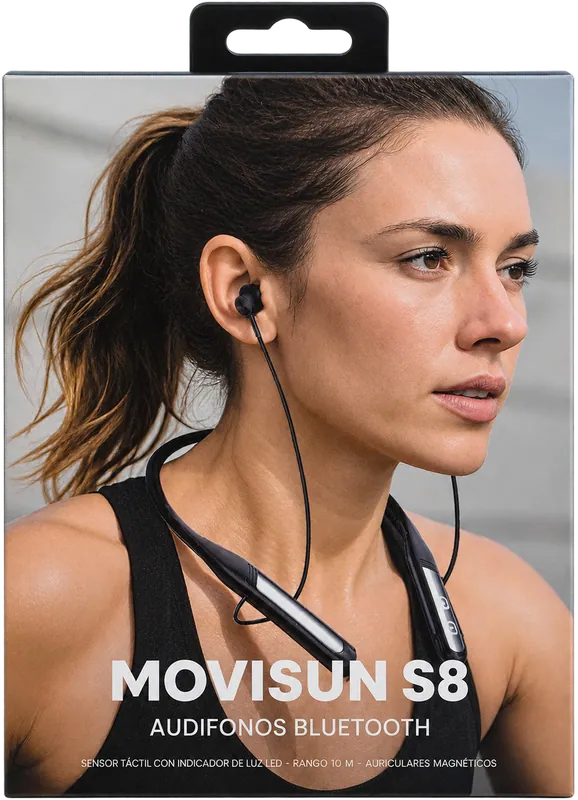 MOVISUN S8
AUDIFONOS BLUETOOTH
SENSOR TÁCTIL CON INDICADOR DE LUZ LED - RANGO 10 M - AURICULARES MAGNÉTICOS